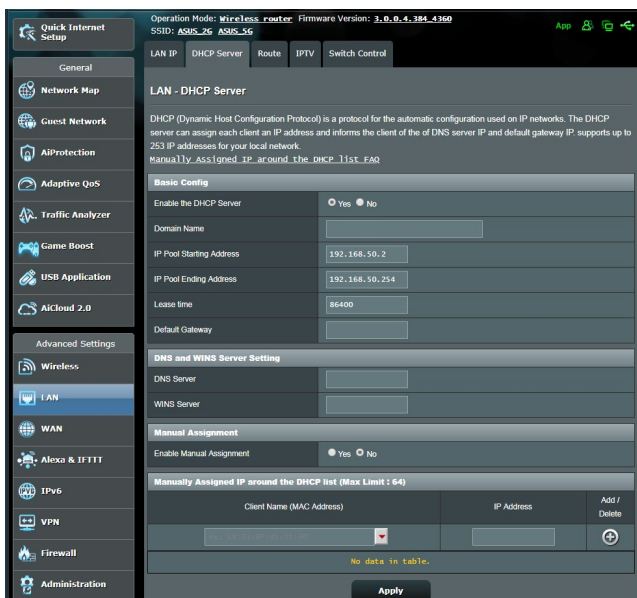 Quick Internet
Setup
General
Network Map
Guest Network
AiProtection
Adaptive QoS
Traffic Analyzer
Game Boost
USB Application
AiCloud 2.0
Advanced Settings
Wireless
LAN
WAN
Alexa & IFTTT
IPv6
VPN
Firewall
Administration
Operation Mode: Wireless router Firmware Version: 3.0.0.4.384_4360
SSID: ASUS_2G ASUS_5G
App
LAN IP DHCP Server Route IPTV Switch Control
LAN - DHCP Server
DHCP (Dynamic Host Configuration Protocol) is a protocol for the automatic configuration used on IP networks. The DHCP
server can assign each client an IP address and informs the client of the of DNS server IP and default gateway IP. supports up to
253 IP addresses for your local network.
Manually Assigned IP around the DHCP list FAQ
Basic Config
Enable the DHCP Server Yes No
Domain Name
IP Pool Starting Address 192.168.50.2
IP Pool Ending Address 192.168.50.254
Lease time 86400
Default Gateway
DNS and WINS Server Setting
DNS Server
WINS Server
Manual Assignment
Enable Manual Assignment Yes No
Manually Assigned IP around the DHCP list (Max Limit : 64)
Client Name (MAC Address) IP Address Add /
Delete
No data in table.
Apply